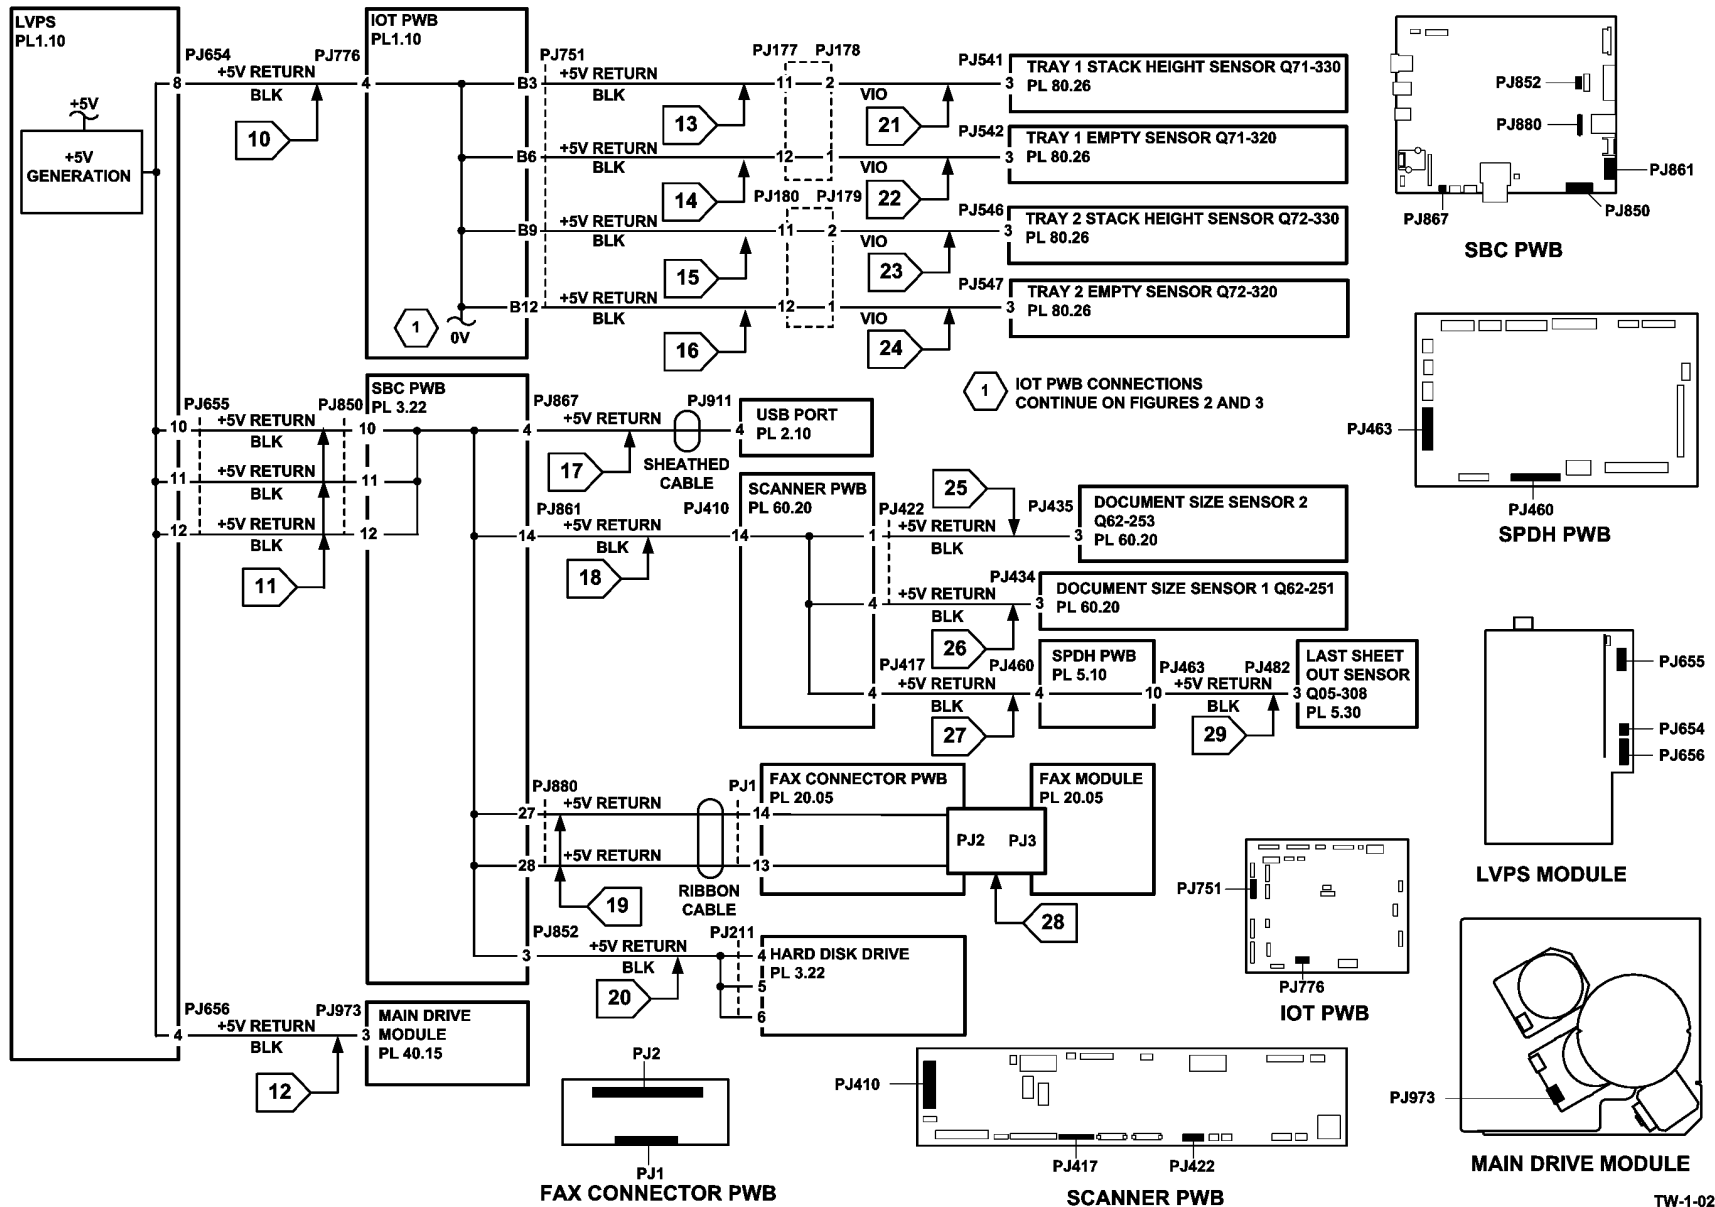 LVPS
PL1.10
+5V
+5V
GENERATION
PJ654
8
+5V RETURN
BLK
10
PJ776
4
IOT PWB
PL1.10
1
0V
PJ751
B3
+5V RETURN
BLK
13
PJ177
11
PJ178
2
VIO
21
PJ541
3
TRAY 1 STACK HEIGHT SENSOR Q71-330
PL 80.26
B6
+5V RETURN
BLK
14
12
1
VIO
22
PJ542
3
TRAY 1 EMPTY SENSOR Q71-320
PL 80.26
B9
+5V RETURN
BLK
15
PJ180
11
PJ179
2
VIO
23
PJ546
3
TRAY 2 STACK HEIGHT SENSOR Q72-330
PL 80.26
B12
+5V RETURN
BLK
16
12
1
VIO
24
PJ547
3
TRAY 2 EMPTY SENSOR Q72-320
PL 80.26
1
IOT PWB CONNECTIONS
CONTINUE ON FIGURES 2 AND 3
PJ655
10
+5V RETURN
BLK
PJ850
10
11
+5V RETURN
BLK
11
12
+5V RETURN
BLK
12
11
SBC PWB
PL 3.22
PJ867
4
+5V RETURN
17
SHEATHED
CABLE
PJ911
4
USB PORT
PL 2.10
PJ861
14
+5V RETURN
BLK
18
PJ410
14
SCANNER PWB
PL 60.20
PJ422
1
+5V RETURN
BLK
25
PJ435
3
DOCUMENT SIZE SENSOR 2
Q62-253
PL 60.20
4
+5V RETURN
BLK
26
PJ434
3
DOCUMENT SIZE SENSOR 1 Q62-251
PL 60.20
PJ417
4
+5V RETURN
BLK
27
PJ460
4
SPDH PWB
PL 5.10
PJ463
10
+5V RETURN
BLK
29
PJ482
3
LAST SHEET
OUT SENSOR
Q05-308
PL 5.30
PJ880
27
+5V RETURN
28
+5V RETURN
19
RIBBON
CABLE
PJ1
14
13
FAX CONNECTOR PWB
PL 20.05
PJ2
PJ3
28
FAX MODULE
PL 20.05
PJ852
3
+5V RETURN
BLK
20
PJ211
4
5
6
HARD DISK DRIVE
PL 3.22
PJ656
4
+5V RETURN
BLK
12
PJ973
3
MAIN DRIVE
MODULE
PL 40.15
PJ2
PJ1
FAX CONNECTOR PWB
PJ410
PJ417
PJ422
SCANNER PWB
PJ852
PJ880
PJ861
PJ867
PJ850
SBC PWB
PJ463
PJ460
SPDH PWB
PJ655
PJ654
PJ656
LVPS MODULE
PJ751
PJ776
IOT PWB
PJ973
MAIN DRIVE MODULE
TW-1-02